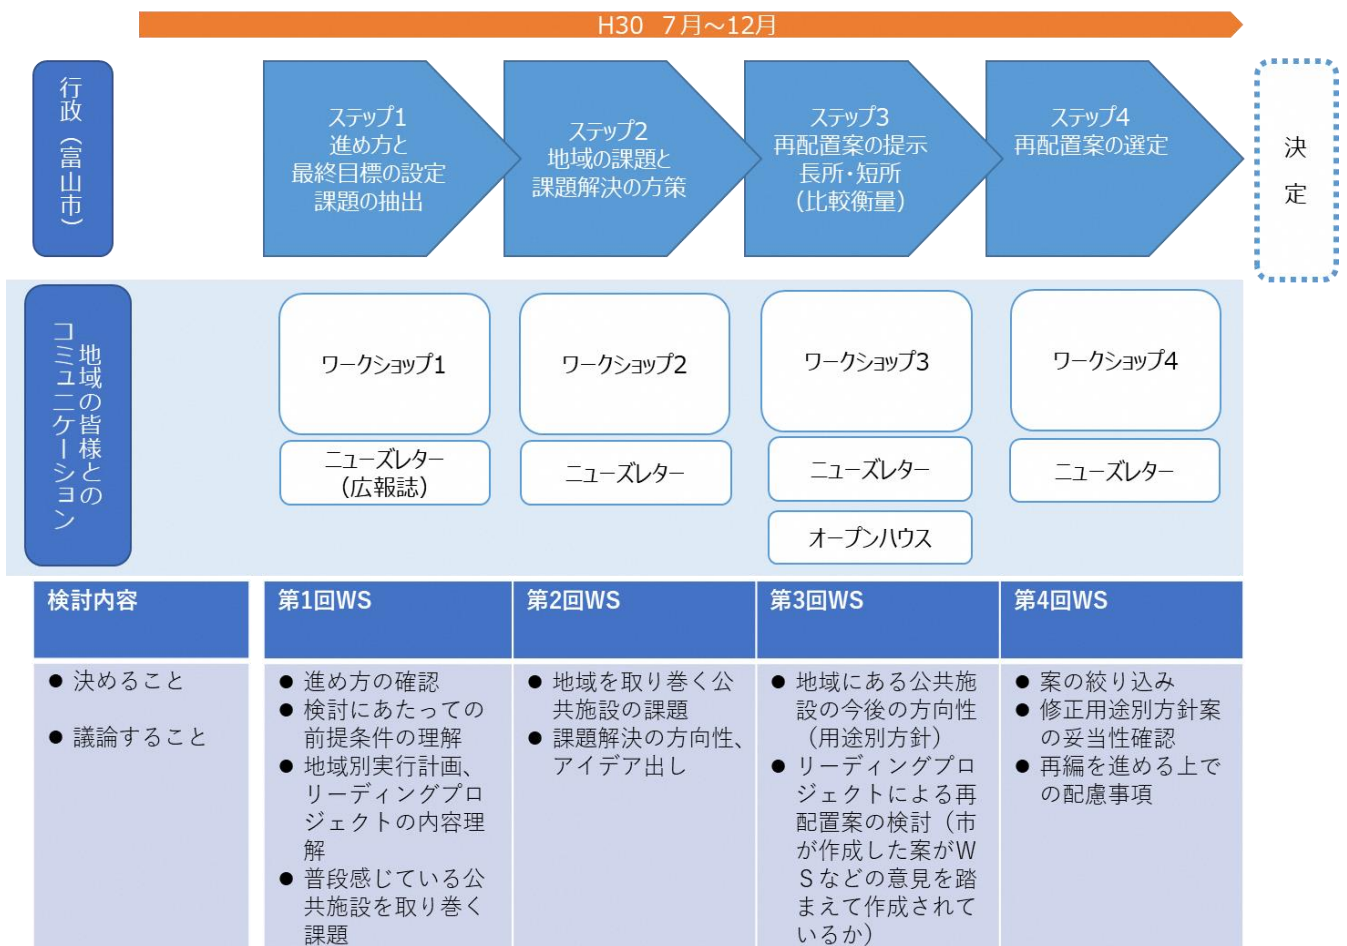 H30 7月～12月
行政（富山市）
ステップ1
進め方と
最終目標の設定
課題の抽出
ステップ2
地域の課題と
課題解決の方策
ステップ3
再配置案の提示
長所・短所
（比較衡量）
ステップ4
再配置案の選定
決定
地域の皆様との
コミュニケーション
ワークショップ1
ワークショップ2
ワークショップ3
ワークショップ4
ニューズレター
（広報誌）
ニューズレター
ニューズレター
ニューズレター
オープンハウス
検討内容
● 決めること
● 議論すること
第1回WS
● 進め方の確認
● 検討にあたっての
前提条件の理解
● 地域別実行計画、
リーディングプロ
ジェクトの内容理
解
● 普段感じている公
共施設を取り巻く
課題
第2回WS
● 地域を取り巻く公
共施設の課題
● 課題解決の方向性、
アイデア出し
第3回WS
● 地域にある公共施
設の今後の方向性
（用途別方針）
● リーディングプロ
ジェクトによる再
配置案の検討（市
が作成した案がW
Sなどの意見を踏
まえて作成されて
いるか）
第4回WS
● 案の絞り込み
● 修正用途別方針案
の妥当性確認
● 再編を進める上で
の配慮事項